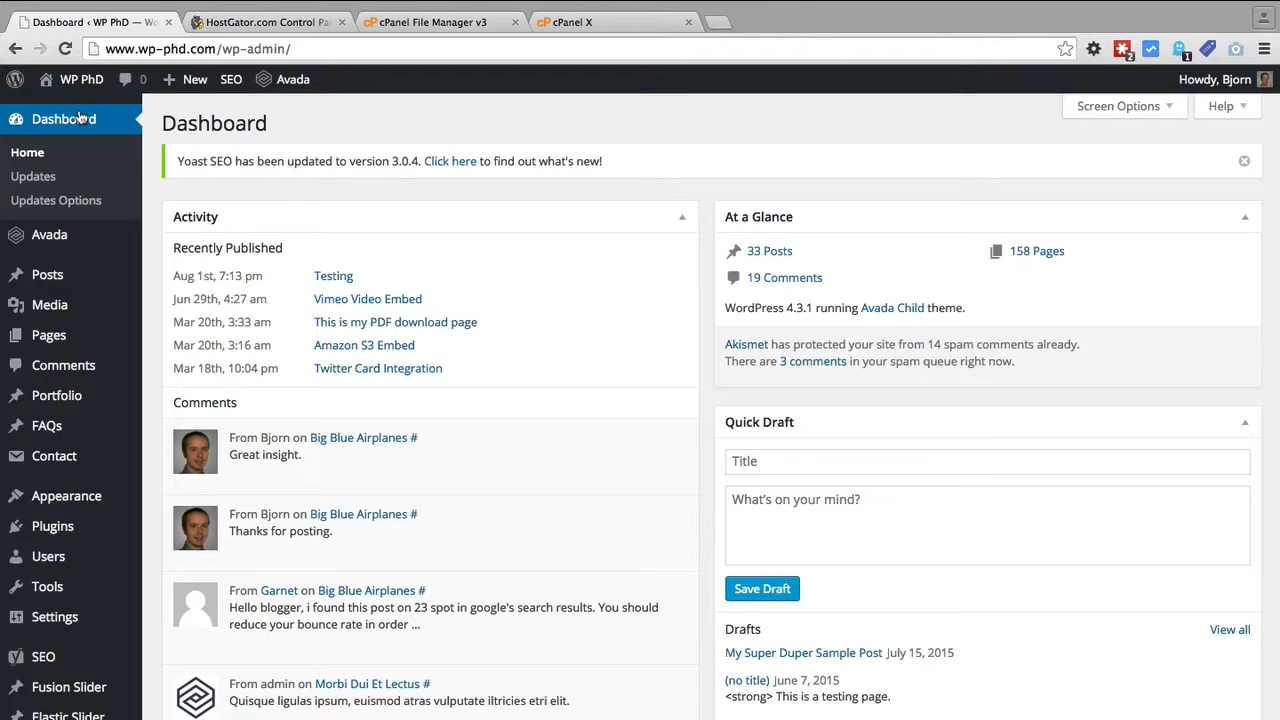 Dashboard ‹ WP PhD — Wo
HostGator.com Control Pa
cPanel File Manager v3
cPanel X
www.wp-phd.com/wp-admin/
2
1
WP PhD
0
New
SEO
Avada
Howdy, Bjorn
Dashboard
Home
Updates
Updates Options
Avada
Posts
Media
Pages
Comments
Portfolio
FAQs
Contact
Appearance
Plugins
Users
Tools
Settings
SEO
Fusion Slider
Elastic Slider
Screen Options
Help
Dashboard
Yoast SEO has been updated to version 3.0.4. Click here to find out what's new!
Activity
Recently Published
Aug 1st, 7:13 pm Testing
Jun 29th, 4:27 am Vimeo Video Embed
Mar 20th, 3:33 am This is my PDF download page
Mar 20th, 3:16 am Amazon S3 Embed
Mar 18th, 10:04 pm Twitter Card Integration
Comments
From Bjorn on Big Blue Airplanes #
Great insight.
From Bjorn on Big Blue Airplanes #
Thanks for posting.
From Garnet on Big Blue Airplanes #
Hello blogger, i found this post on 23 spot in google's search results. You should
reduce your bounce rate in order ...
From admin on Morbi Dui Et Lectus #
Quisque ligulas ipsum, euismod atras vulputate iltricies etri elit.
At a Glance
33 Posts
158 Pages
19 Comments
WordPress 4.3.1 running Avada Child theme.
Akismet has protected your site from 14 spam comments already.
There are 3 comments in your spam queue right now.
Quick Draft
Title
What's on your mind?
Save Draft
Drafts
View all
My Super Duper Sample Post July 15, 2015
(no title) June 7, 2015
<strong> This is a testing page.